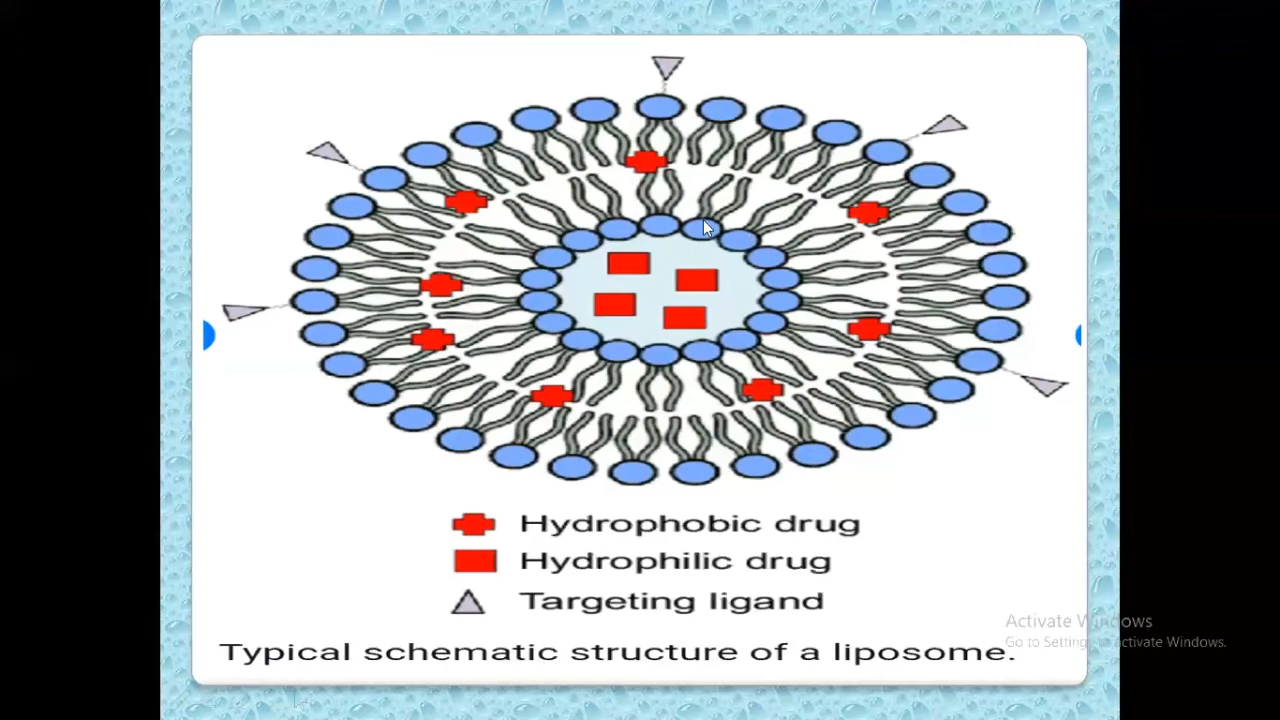 Hydrophobic drug
Hydrophilic drug
Targeting ligand
Typical schematic structure of a liposome.
Activate Windows
Go to Settings to activate Windows.